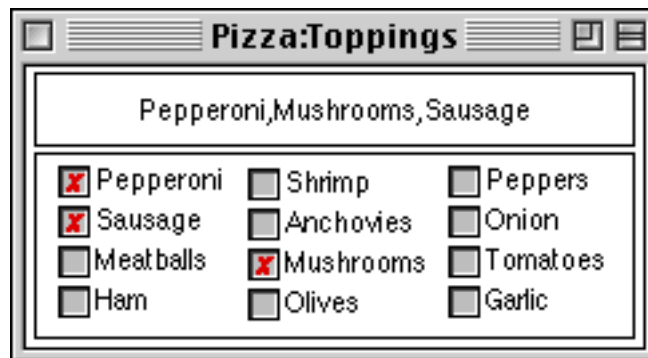 Pizza:Toppings
Pepperoni,Mushrooms,Sausage
Pepperoni Shrimp Peppers
Sausage Anchovies Onion
Meatballs Mushrooms Tomatoes
Ham Olives Garlic